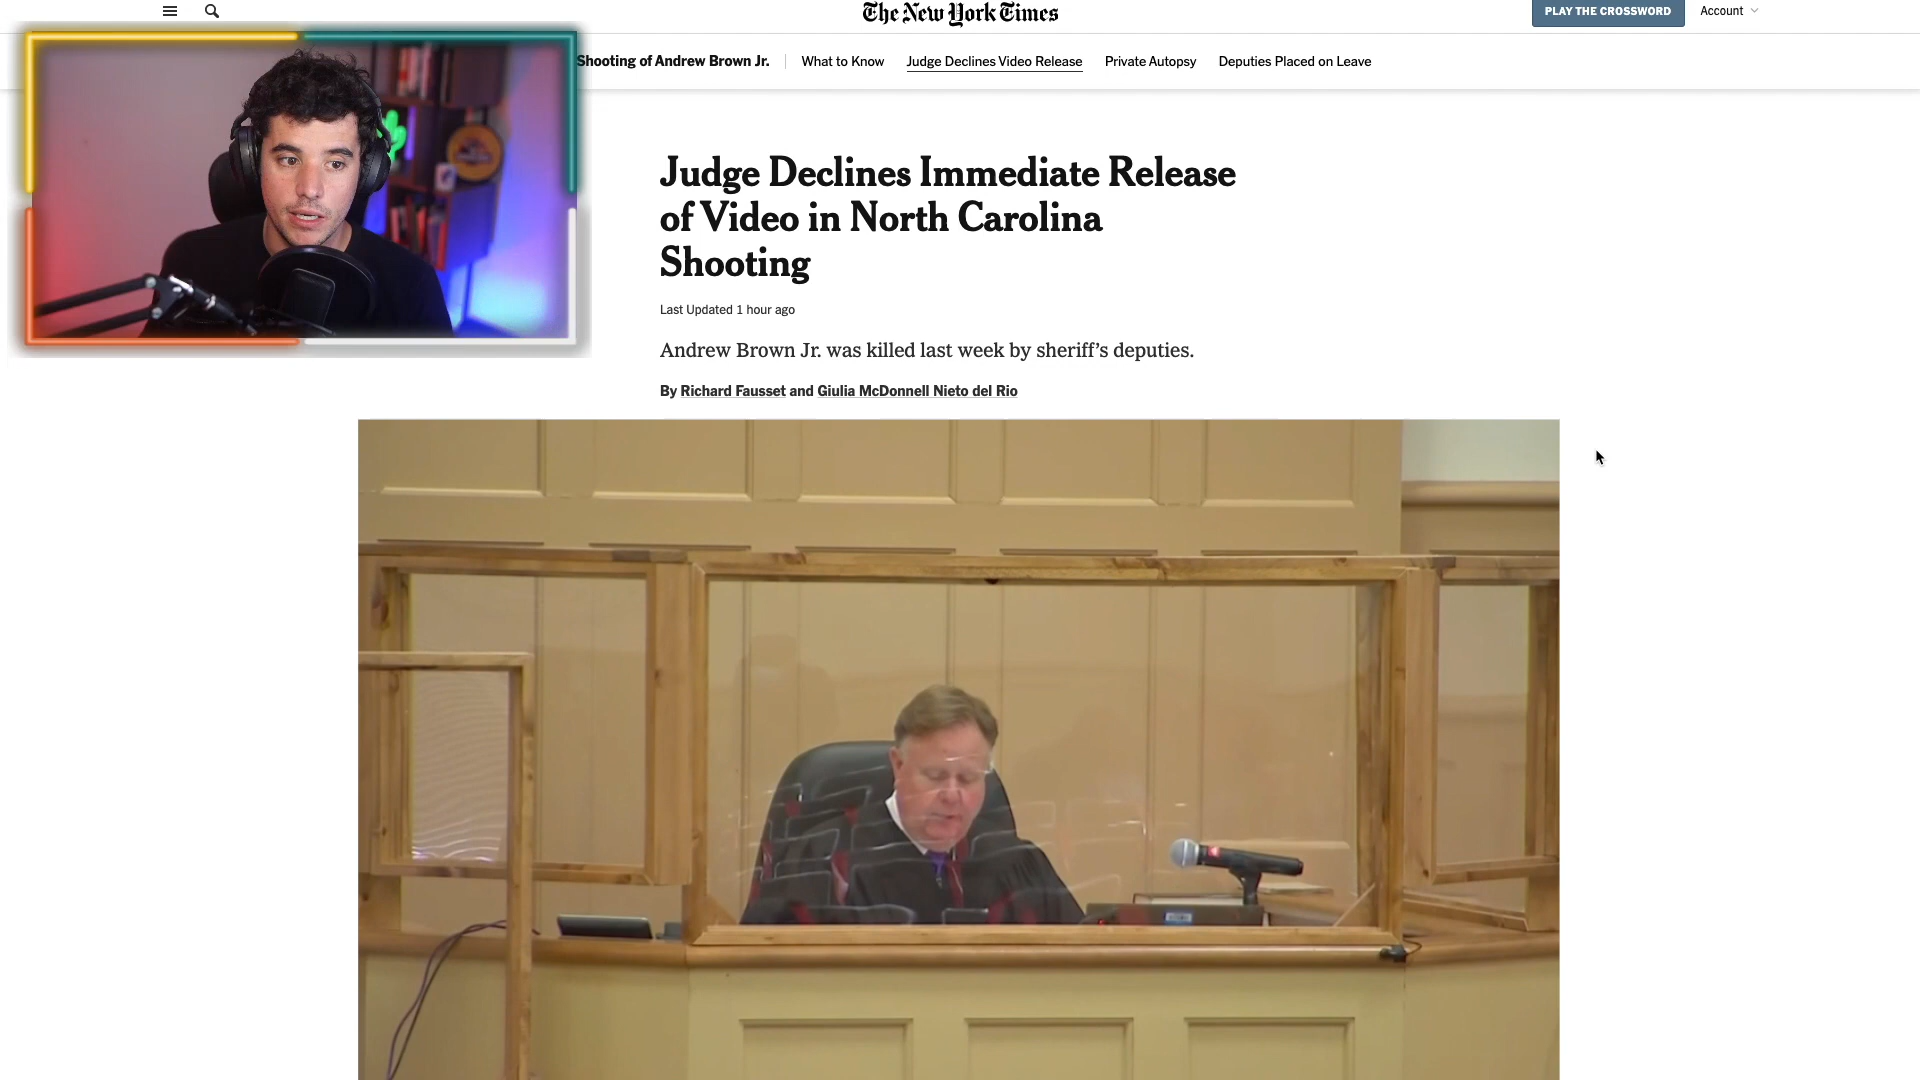 The New York Times
PLAY THE CROSSWORD
Account
Shooting of Andrew Brown Jr.
What to Know
Judge Declines Video Release
Private Autopsy
Deputies Placed on Leave
Judge Declines Immediate Release
of Video in North Carolina
Shooting
Last Updated 1 hour ago
Andrew Brown Jr. was killed last week by sheriff’s deputies.
By Richard Fausset and Giulia McDonnell Nieto del Rio